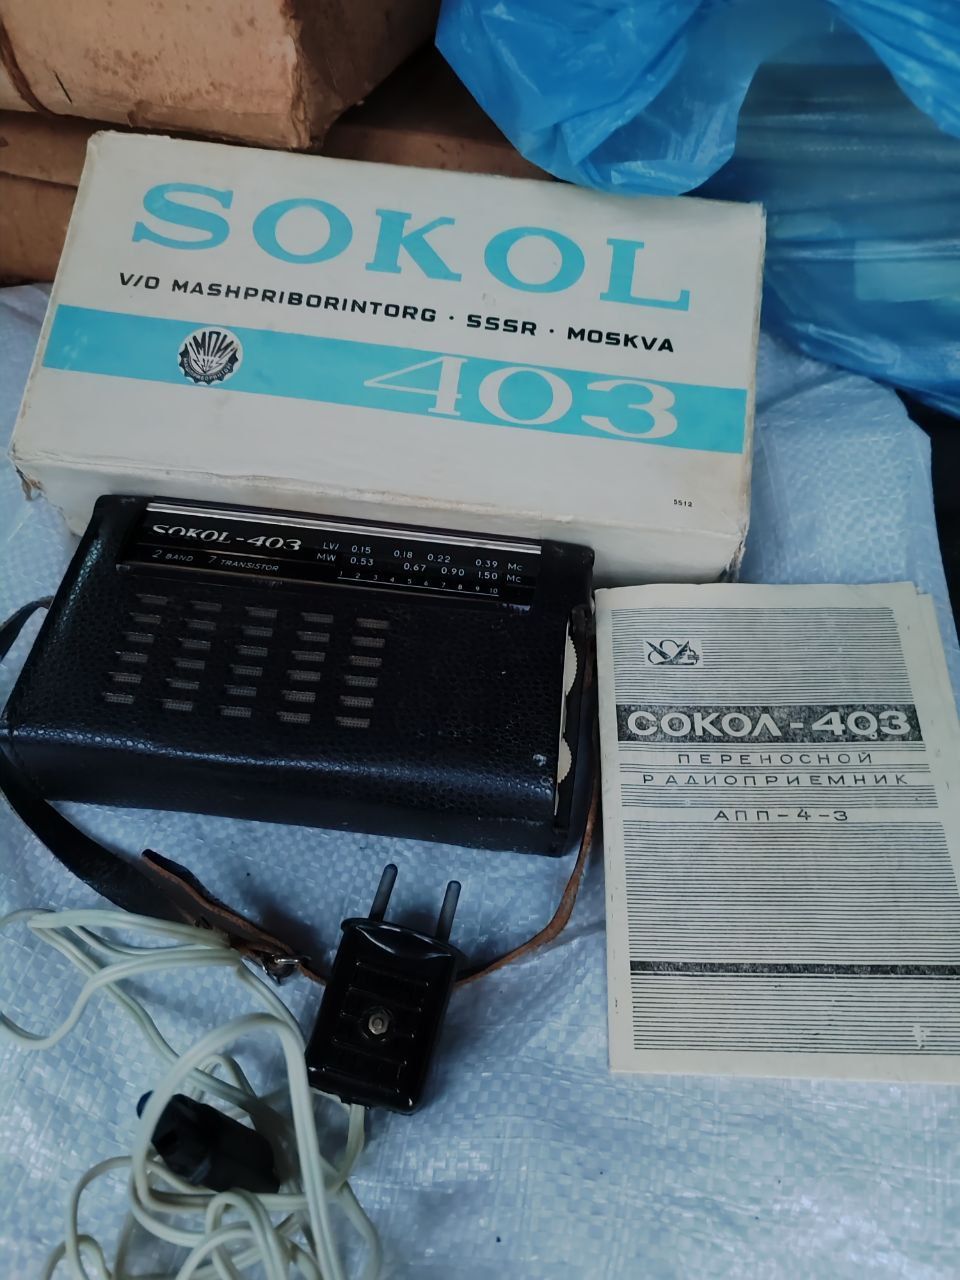 SOKOL
V/O MASHPRIBORINTORG · SSSR · MOSKVA
МПИ
403
5512
SOKOL-403
2 BAND 7 TRANSISTOR
LW 0.15 0.18 0.22 0.39 Mc
MW 0.53 0.67 0.90 1.50 Mc
2 3 4 5 6 7 8 9 10
СОКОЛ-403
ПЕРЕНОСНОЙ
РАДИОПРИЕМНИК
АПП-4-3